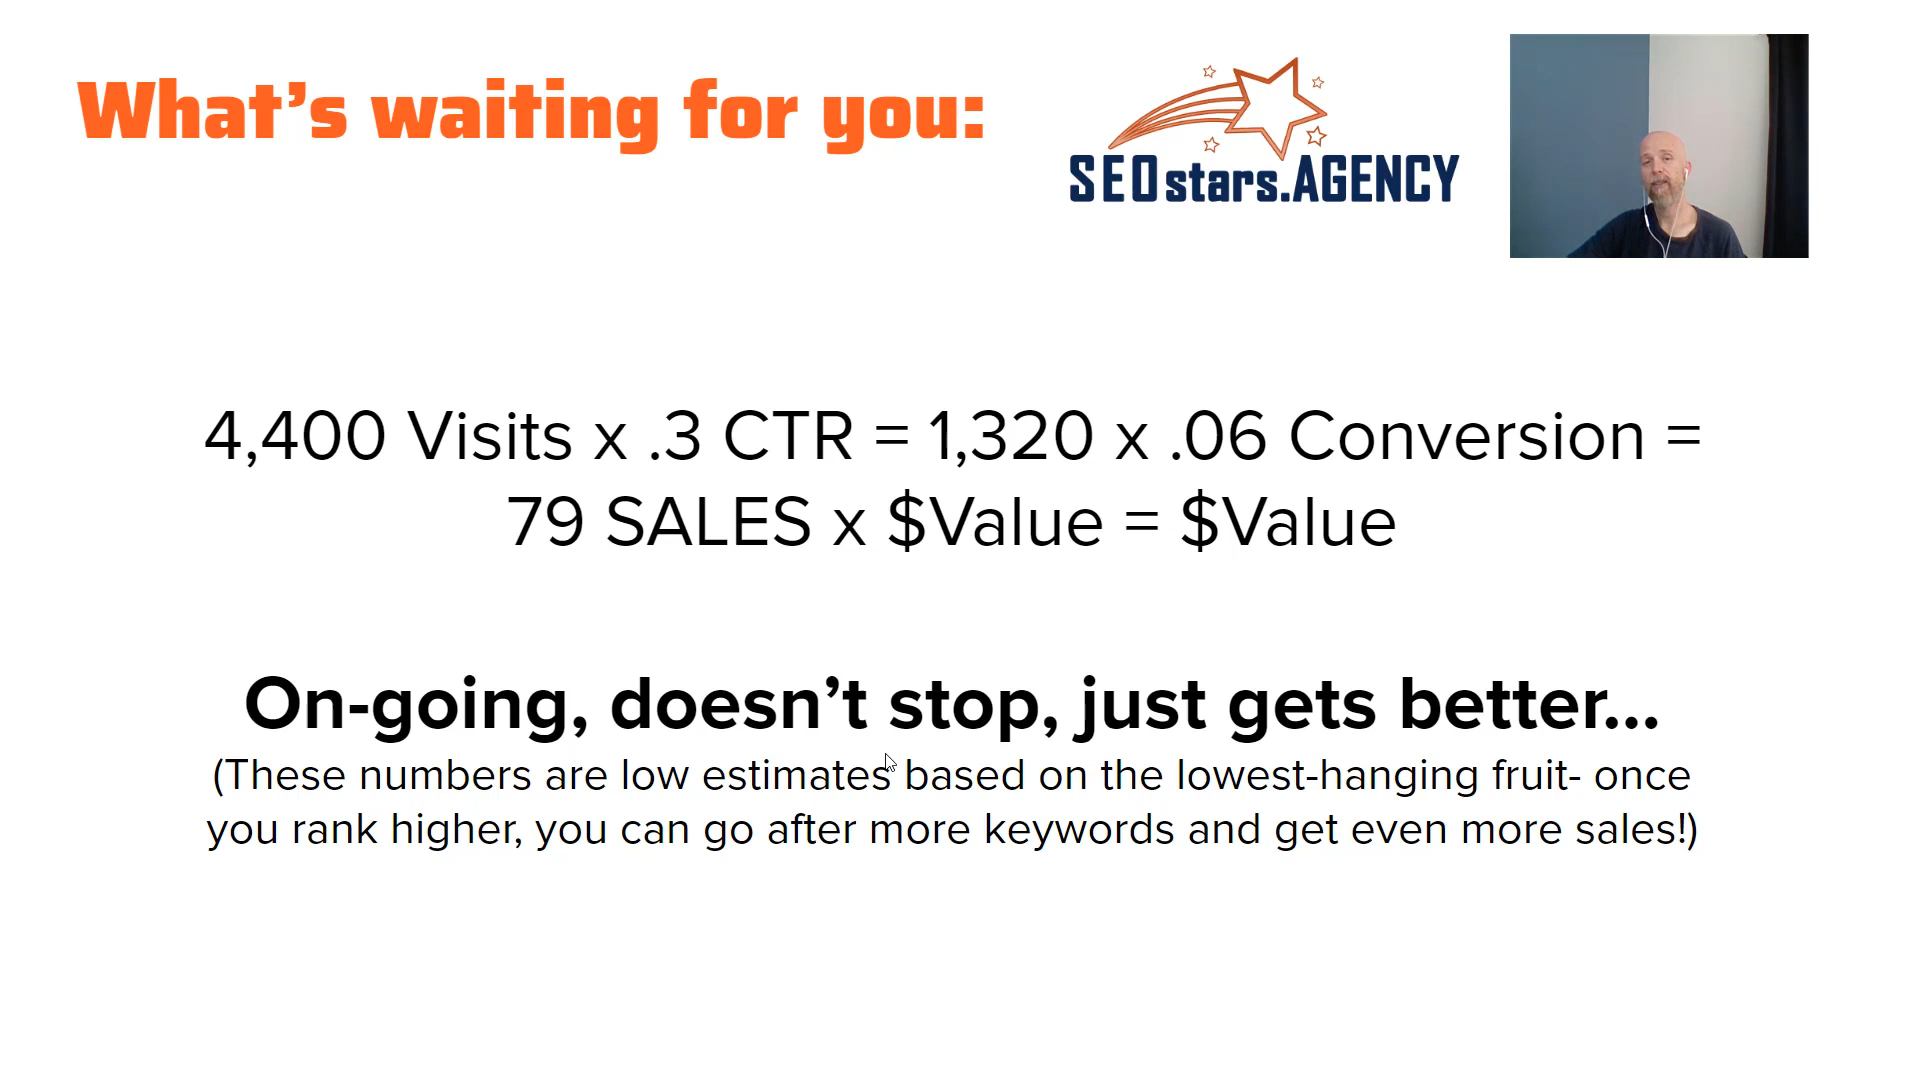 What’s waiting for you:
SEOstars.AGENCY
4,400 Visits x .3 CTR = 1,320 x .06 Conversion =
79 SALES x $Value = $Value
On-going, doesn’t stop, just gets better...
(These numbers are low estimates based on the lowest-hanging fruit- once
you rank higher, you can go after more keywords and get even more sales!)